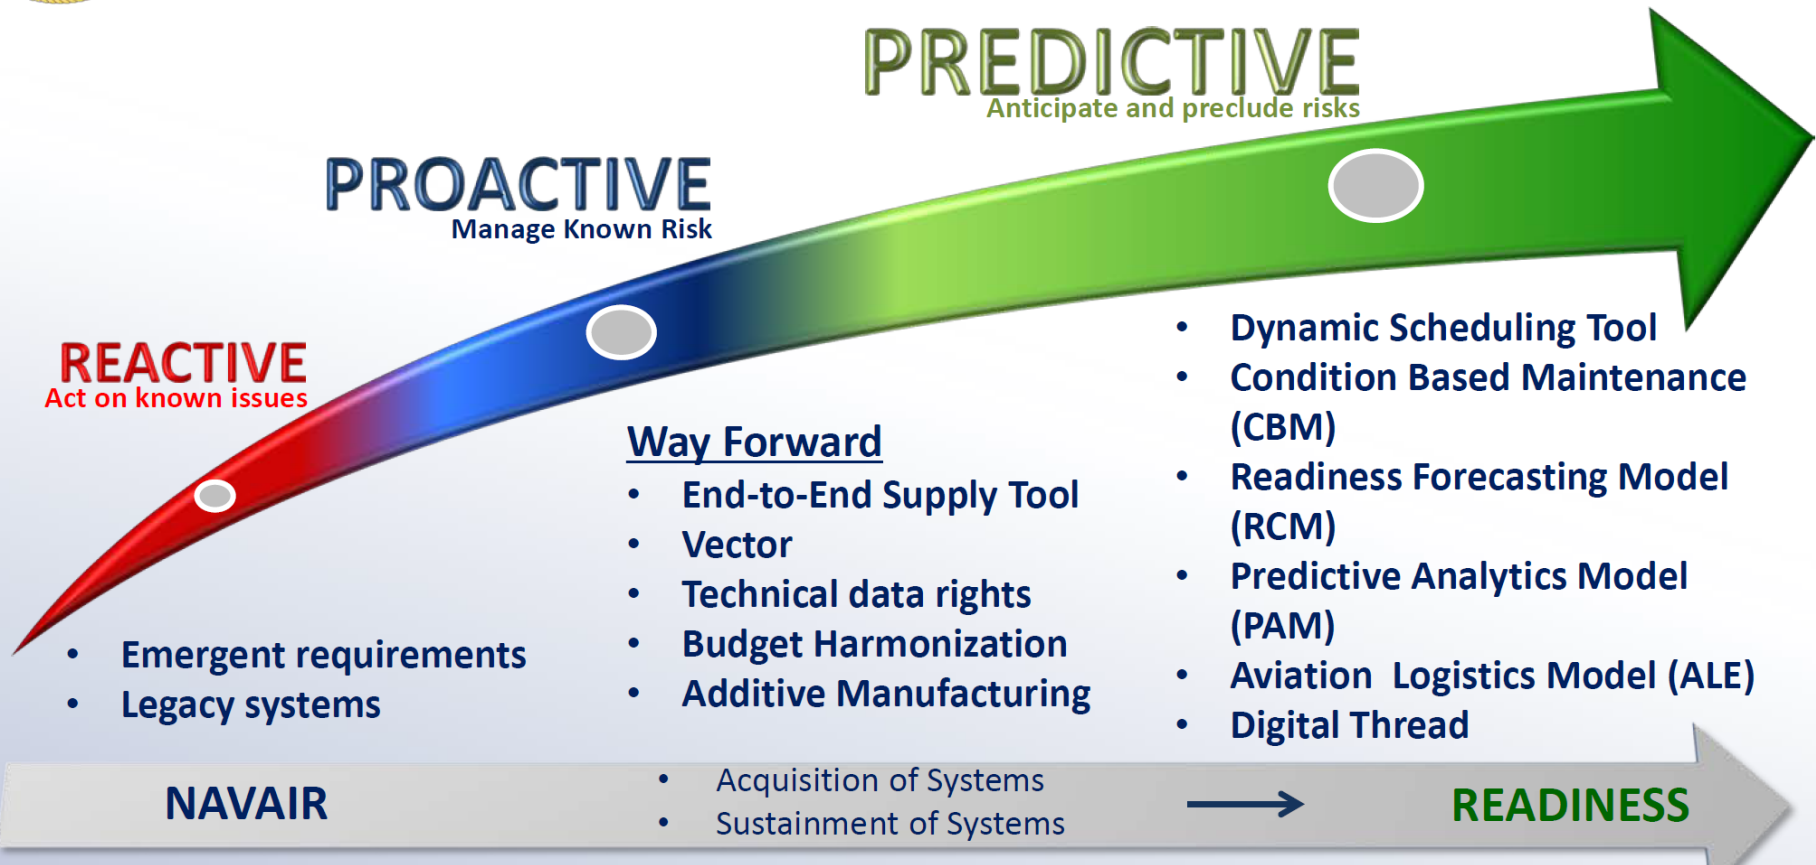 PREDICTIVE
Anticipate and preclude risks
PROACTIVE
Manage Known Risk
REACTIVE
Act on known issues
• Emergent requirements
• Legacy systems
Way Forward
• End-to-End Supply Tool
• Vector
• Technical data rights
• Budget Harmonization
• Additive Manufacturing
• Dynamic Scheduling Tool
• Condition Based Maintenance
(CBM)
• Readiness Forecasting Model
(RCM)
• Predictive Analytics Model
(PAM)
• Aviation  Logistics Model (ALE)
• Digital Thread
NAVAIR
• Acquisition of Systems
• Sustainment of Systems
READINESS